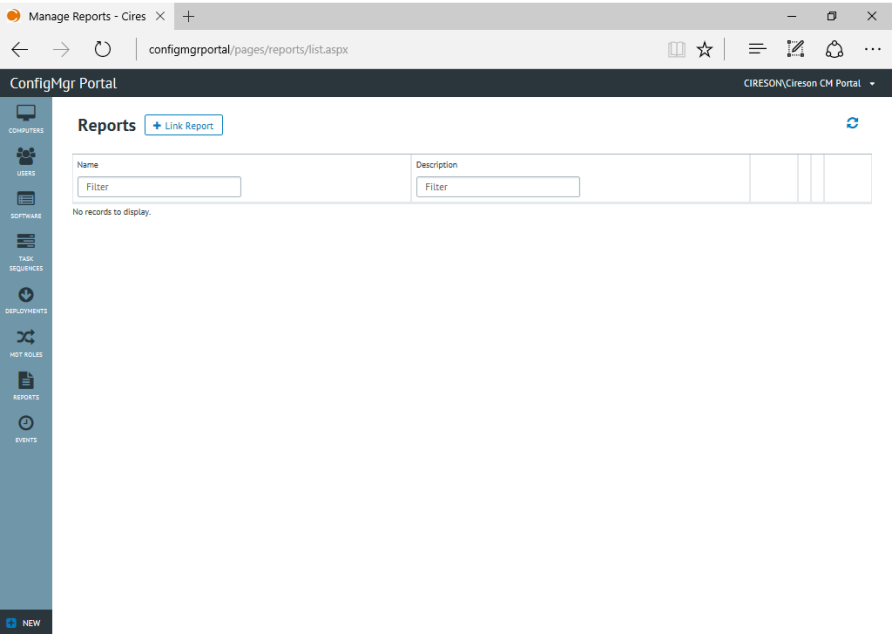 Manage Reports - Cires
configmgrportal/pages/reports/list.aspx
ConfigMgr Portal
CIRESON\Cireson CM Portal
COMPUTERS
USERS
SOFTWARE
TASK
SEQUENCES
DEPLOYMENTS
MDT ROLES
REPORTS
EVENTS
NEW
Reports
+ Link Report
Name
Description
Filter
Filter
No records to display.